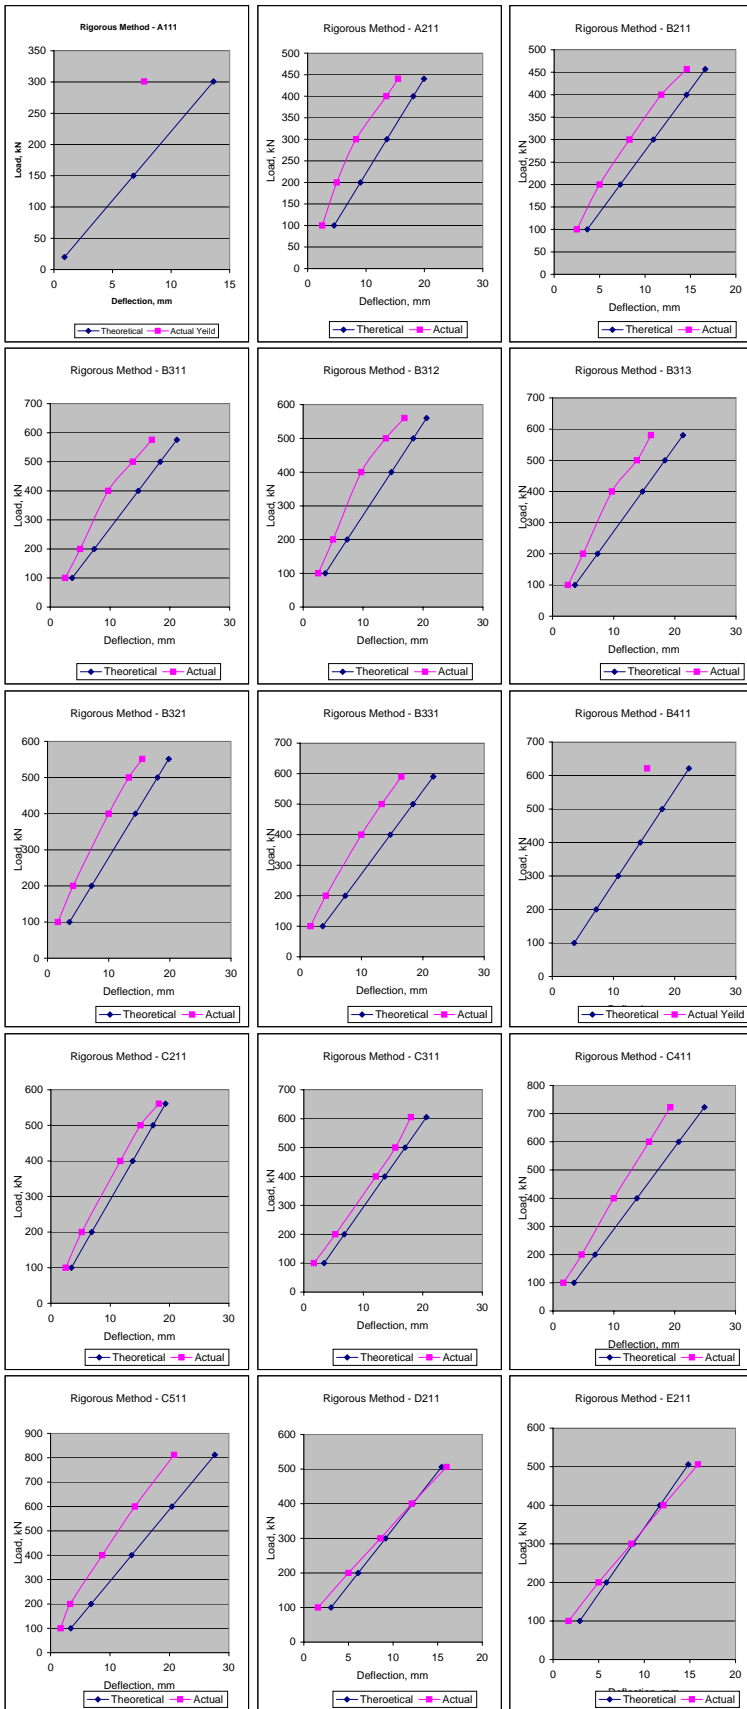 Rigorous Method - A111
350
300
250
200
150
100
50
0
Load, kN
0 5 10 15
Deflection, mm
Theoretical Actual Yeild
Rigorous Method - A211
500
450
400
350
300
250
200
150
100
50
0
Load, kN
0 10 20 30
Deflection, mm
Theretical Actual
Rigorous Method - B211
500
450
400
350
300
250
200
150
100
50
0
Load, kN
0 5 10 15 20
Deflection, mm
Theretical Actual
Rigorous Method - B311
700
600
500
400
300
200
100
0
Load, kN
0 10 20 30
Deflection, mm
Theoretical Actual
Rigorous Method - B312
600
500
400
300
200
100
0
Load, kN
0 10 20 30
Deflection, mm
Theoretical Actual
Rigorous Method - B313
700
600
500
400
300
200
100
0
Load, kN
0 10 20 30
Deflection, mm
Theoretical Actual
Rigorous Method - B321
600
500
400
300
200
100
0
Load, kN
0 10 20 30
Deflection, mm
Theoretical Actual
Rigorous Method - B331
700
600
500
400
300
200
100
0
Load, kN
0 10 20 30
Deflection, mm
Theoretical Actual
Rigorous Method - B411
700
600
500
400
300
200
100
0
Load, kN
0 10 20 30
Theoretical Actual Yeild
Rigorous Method - C211
600
500
400
300
200
100
0
Load, kN
0 10 20 30
Deflection, mm
Theoretical Actual
Rigorous Method - C311
700
600
500
400
300
200
100
0
Load, kN
0 10 20 30
Deflection, mm
Theoretical Actual
Rigorous Method - C411
800
700
600
500
400
300
200
100
0
Load, kN
0 10 20 30
Deflection, mm
Theoretical Actual
Rigorous Method - C511
900
800
700
600
500
400
300
200
100
0
Load, kN
0 10 20 30
Deflection, mm
Theoretical Actual
Rigorous Method - D211
600
500
400
300
200
100
0
Load, kN
0 5 10 15 20
Deflection, mm
Theroetical Actual
Rigorous Method - E211
600
500
400
300
200
100
0
Load, kN
0 5 10 15 20
Deflection, mm
Theoretical Actual